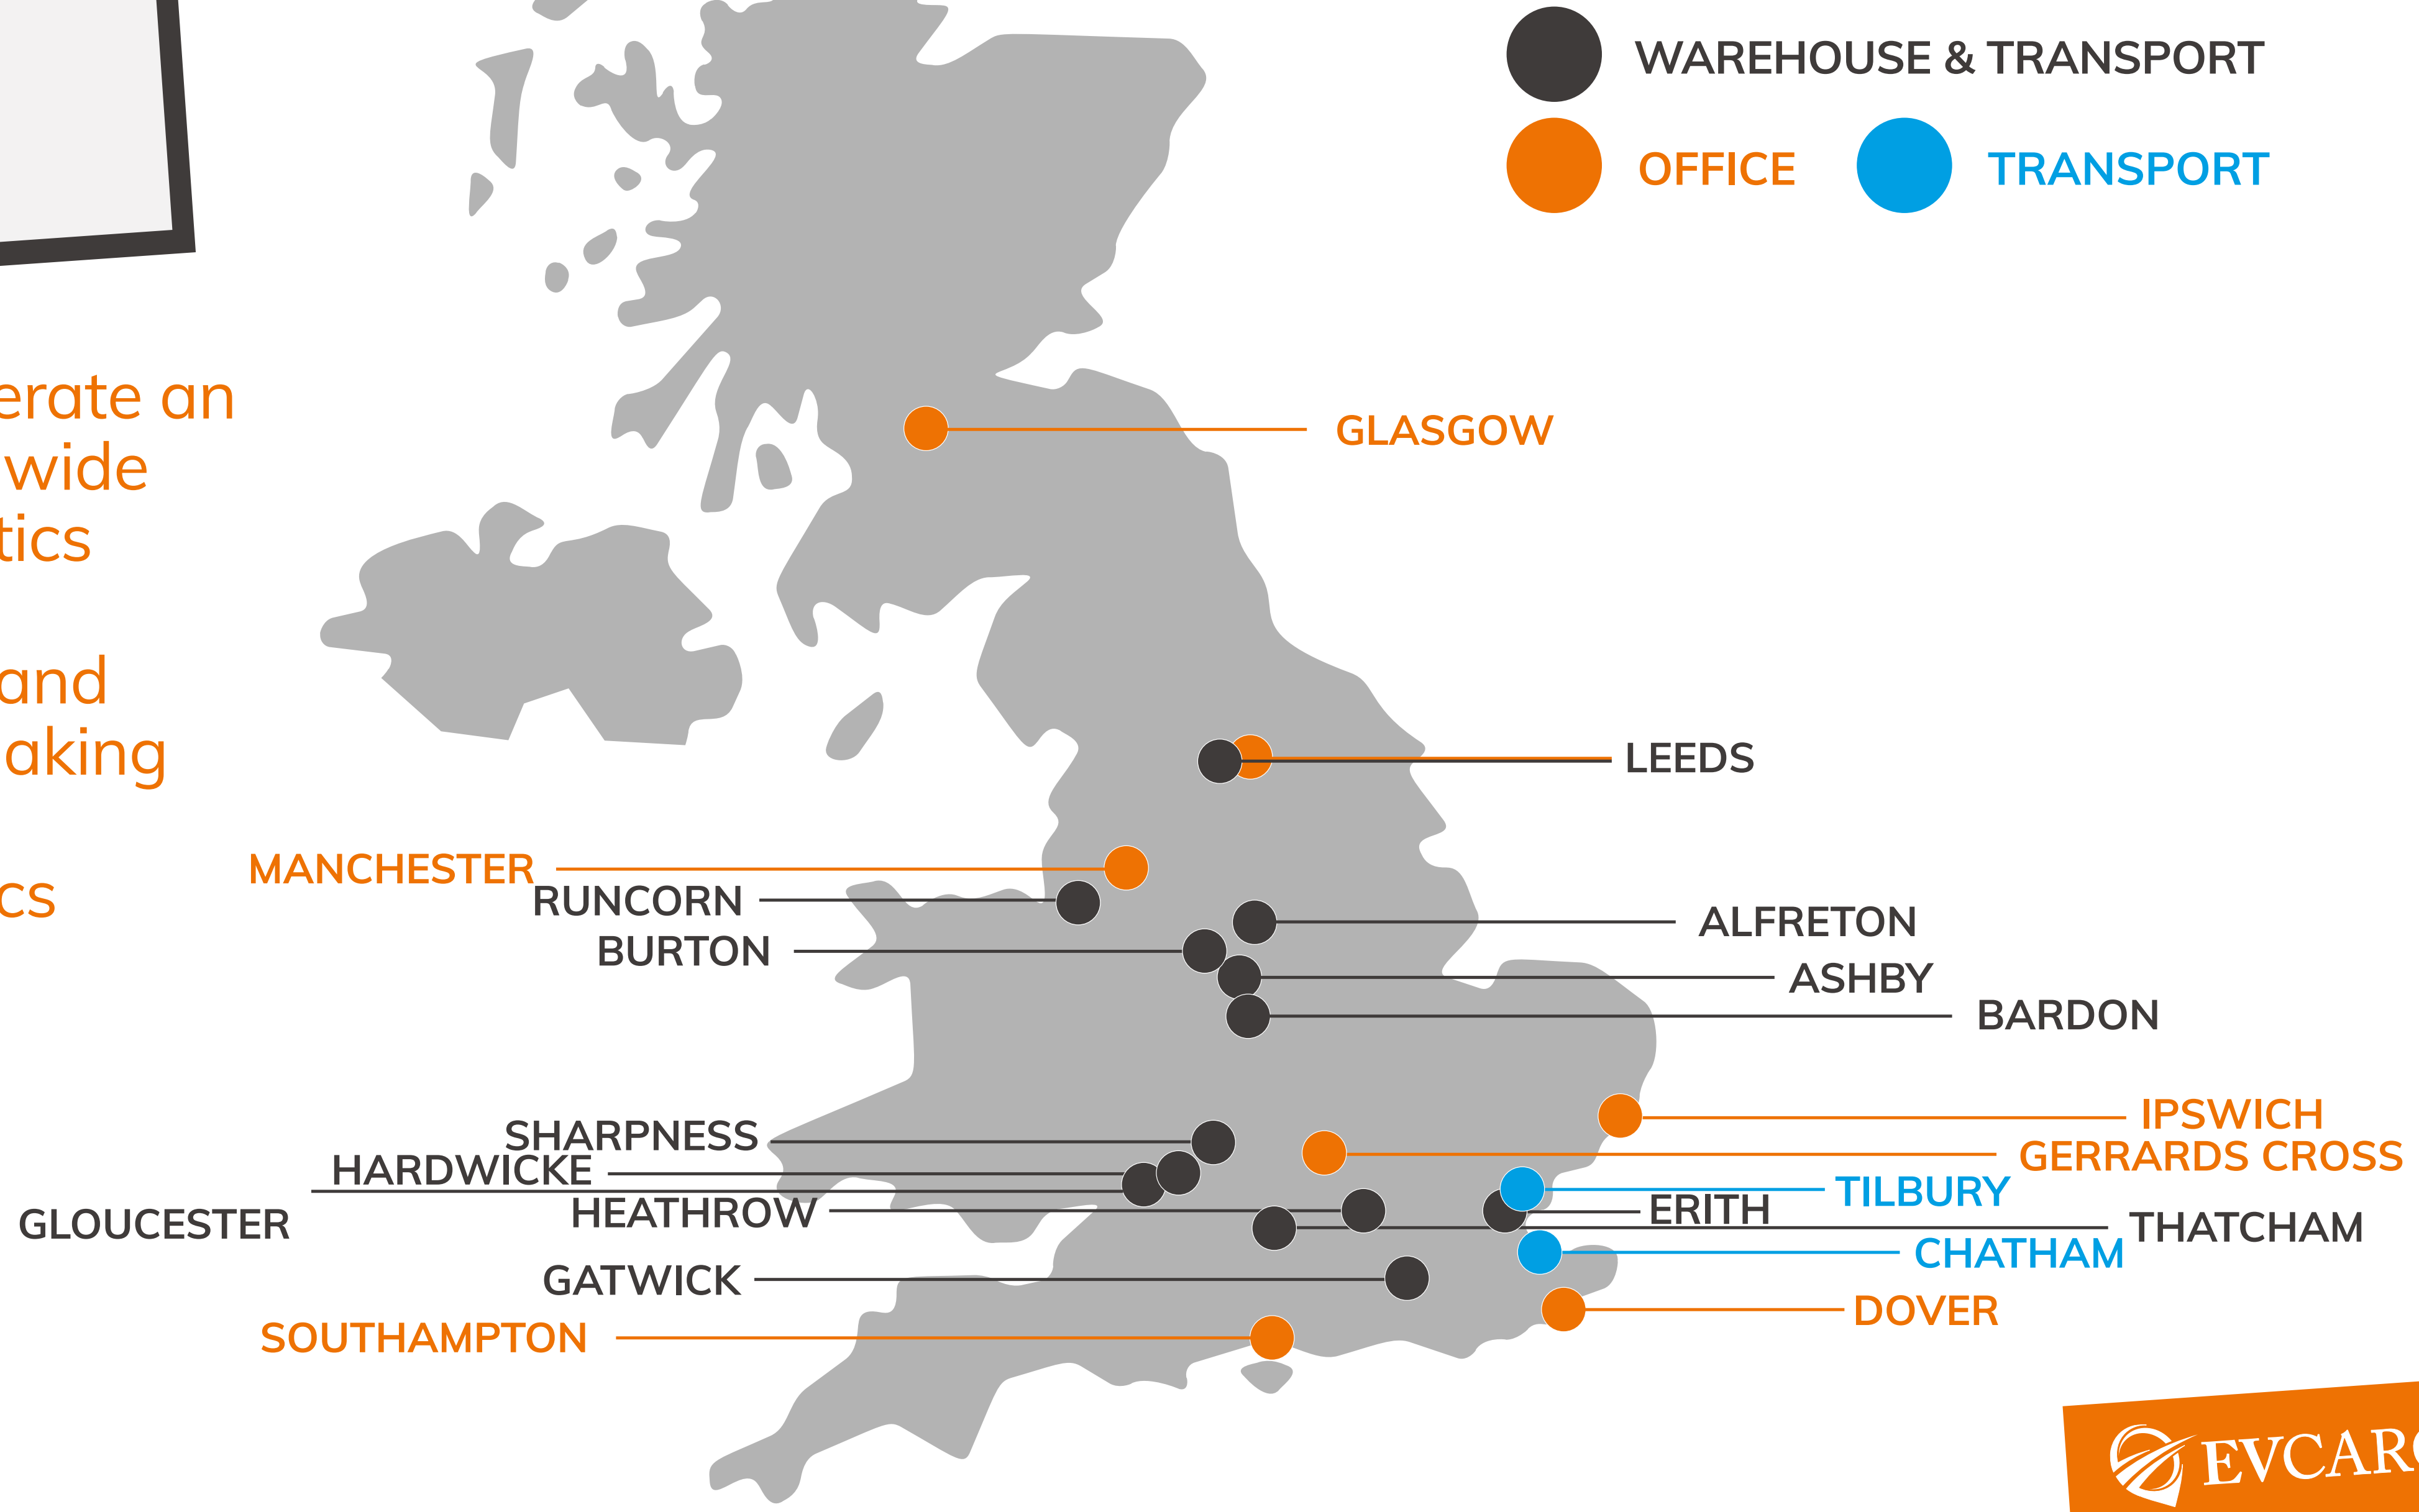 WAREHOUSE & TRANSPORT
OFFICE
TRANSPORT
erate an
wide
tics
and
aking
cs
GLASGOW
LEEDS
MANCHESTER
RUNCORN
BURTON
ALFRETON
ASHBY
BARDON
SHARPNESS
HARDWICKE
GLOUCESTER
HEATHROW
GATWICK
SOUTHAMPTON
IPSWICH
GERRARDS CROSS
TILBURY
ERITH
THATCHAM
CHATHAM
DOVER
EVCAR